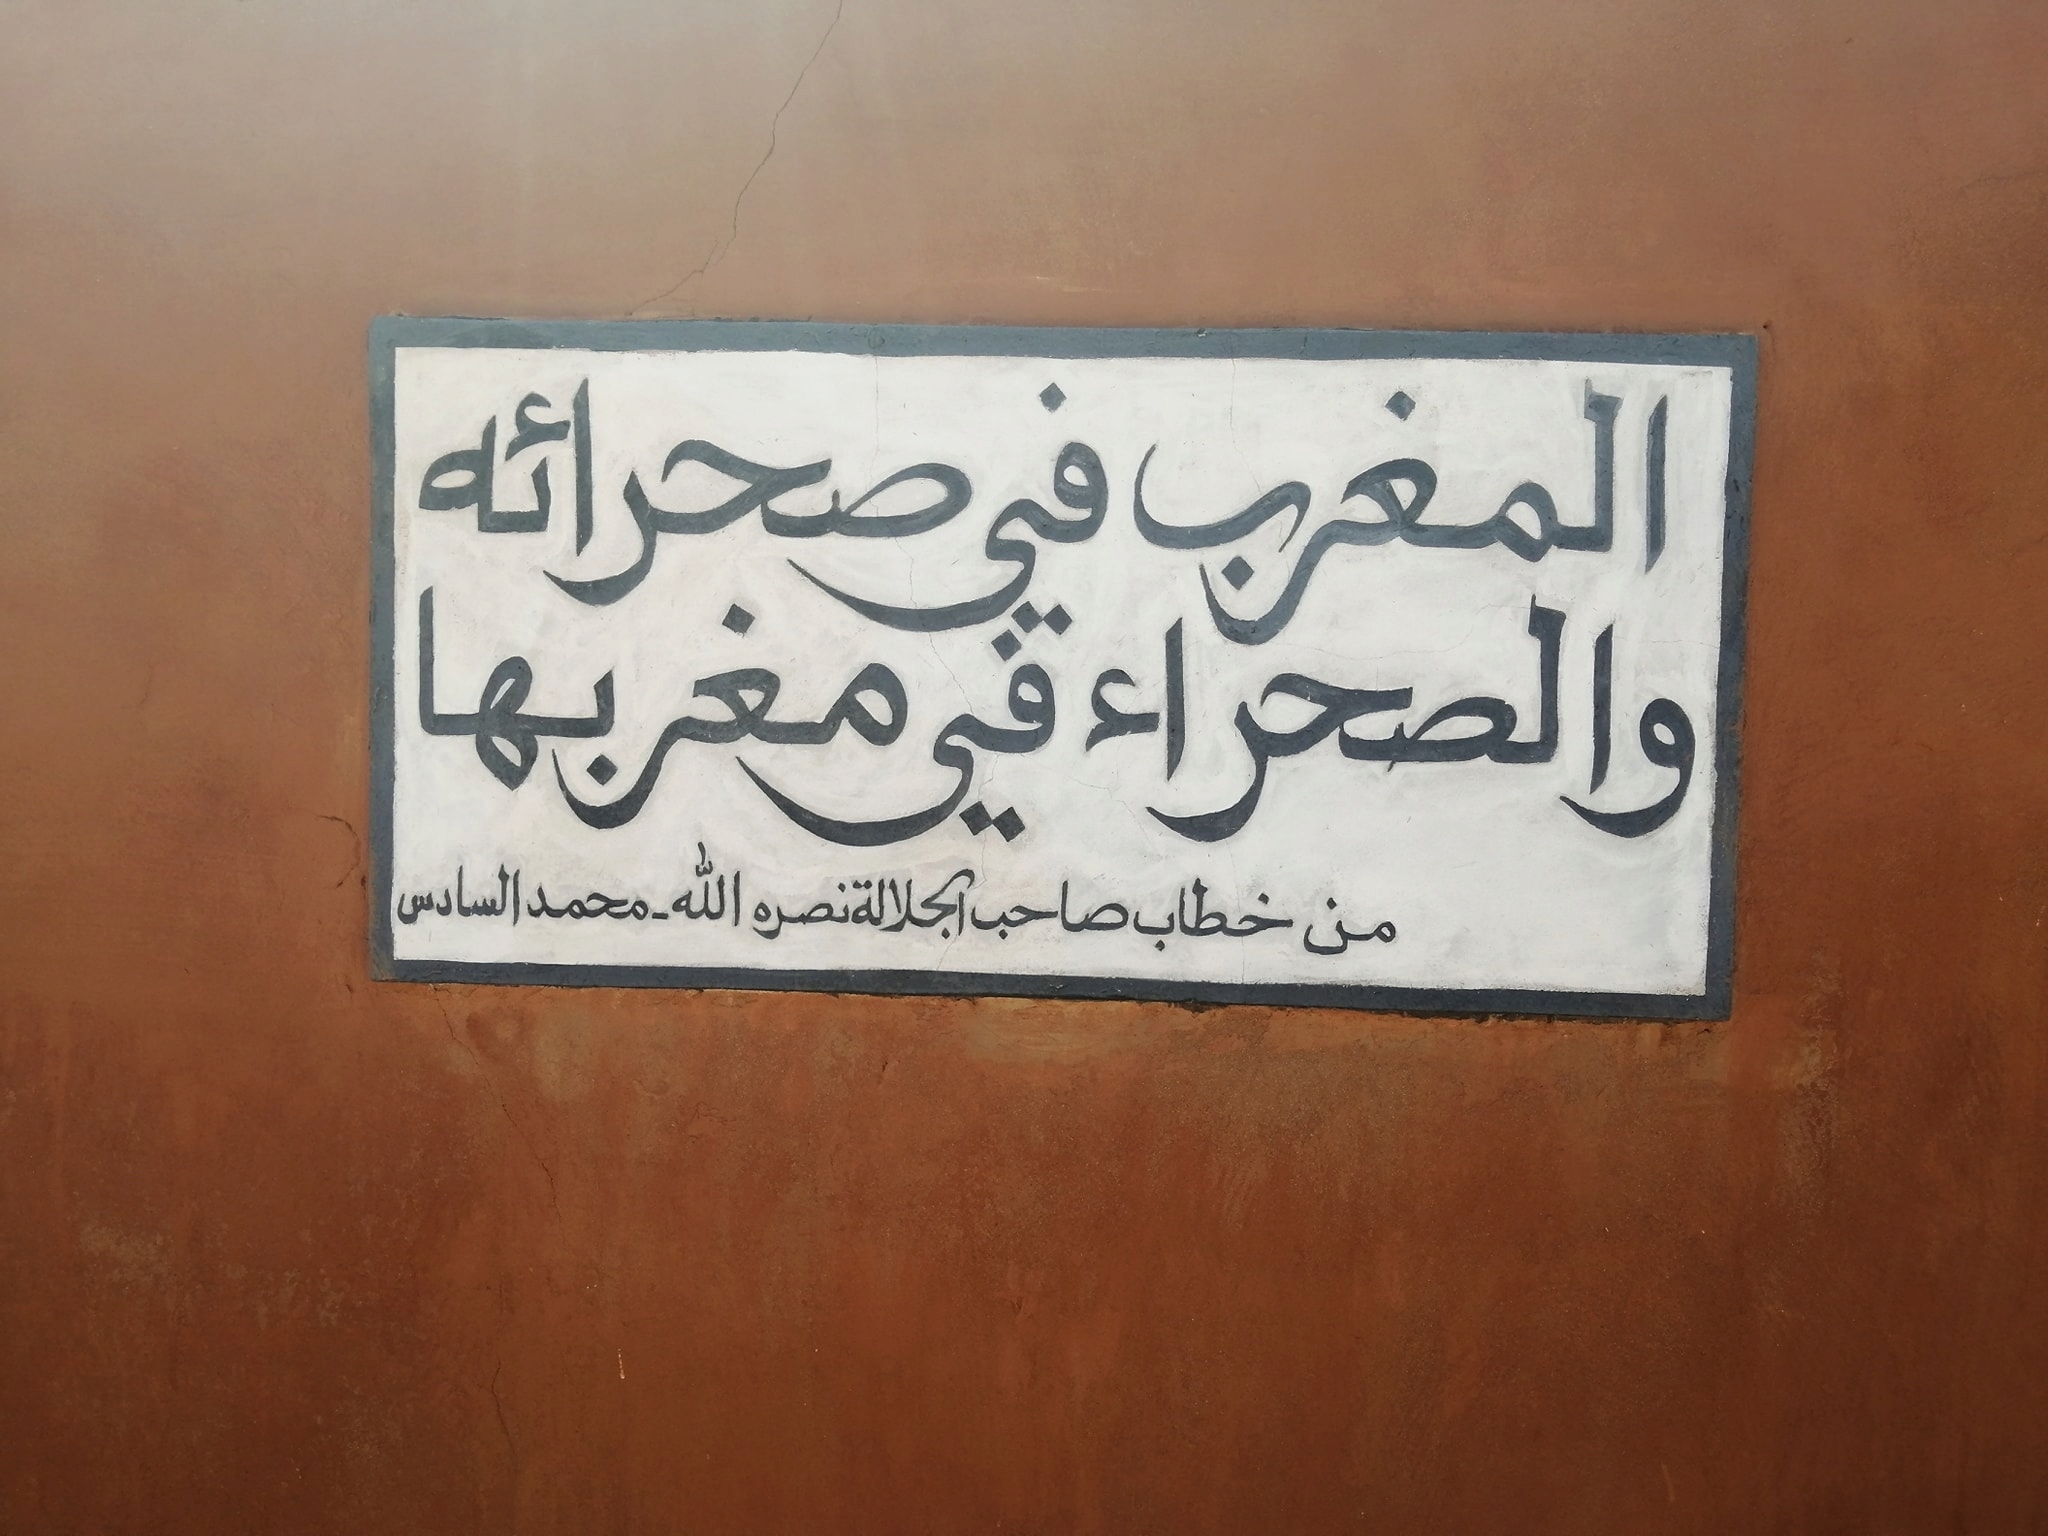 المغرب في صحرائه
والصحراء في مغربها
من خطاب صاحب الجلالة نصره الله - محمد السادس